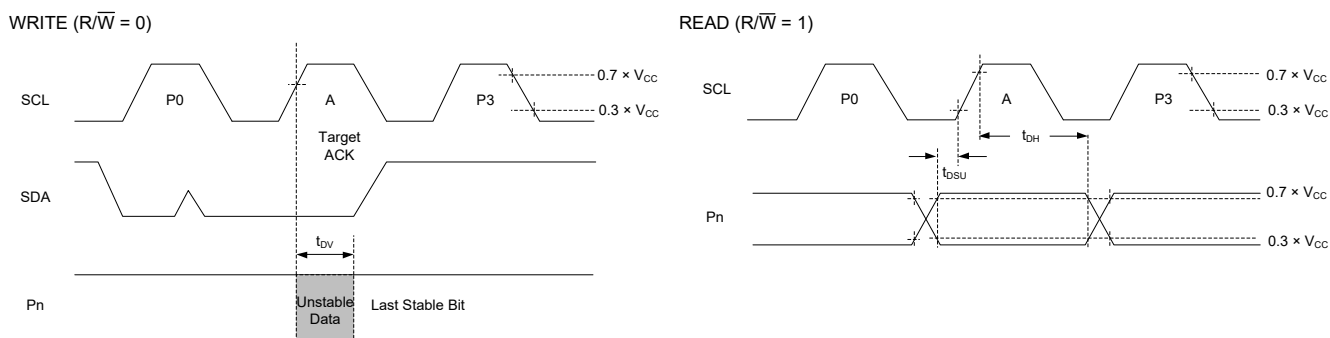 WRITE (R/W̅ = 0)
SCL
P0
A
P3
0.7 × VCC
0.3 × VCC
Target
ACK
SDA
tDV
Pn
Unstable
Data
Last Stable Bit
READ (R/W̅ = 1)
SCL
P0
A
P3
0.7 × VCC
0.3 × VCC
tDH
tDSU
Pn
0.7 × VCC
0.3 × VCC